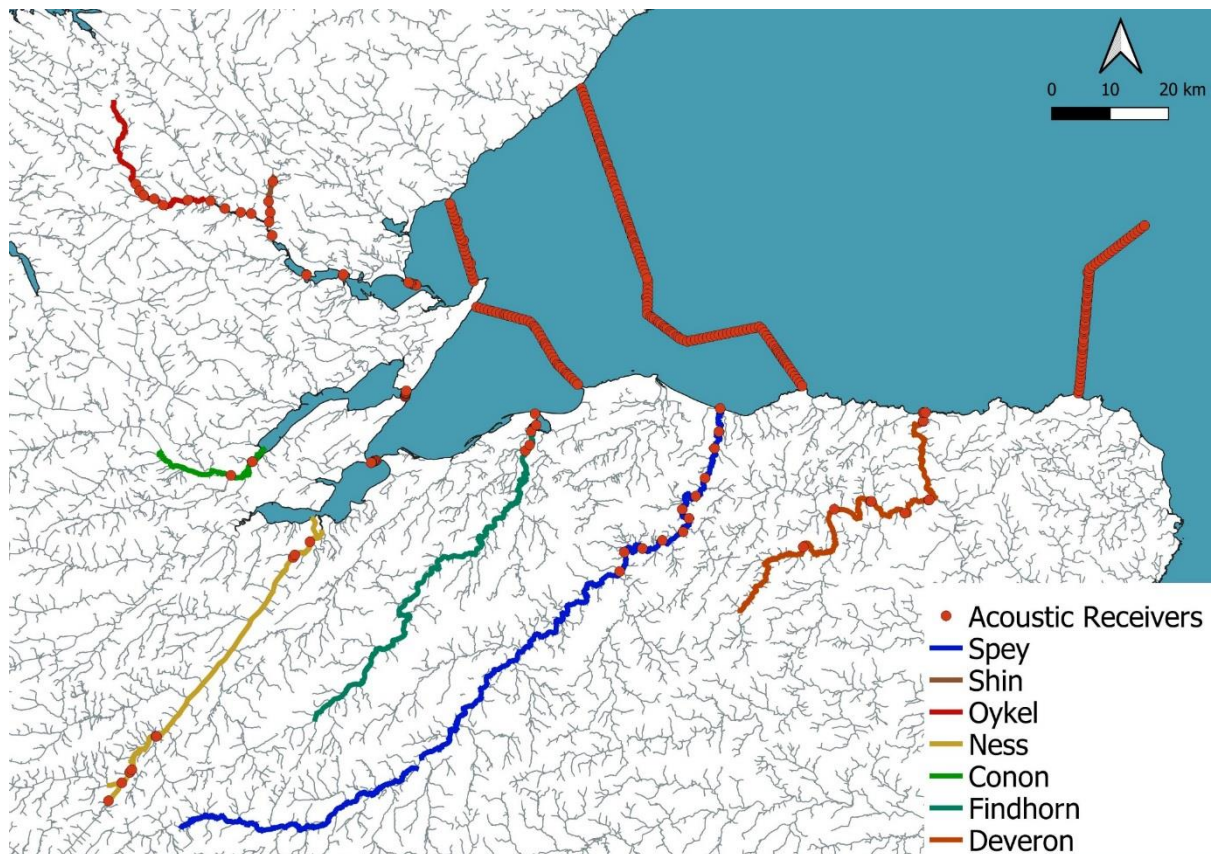 0 10 20 km
Acoustic Receivers
Spey
Shin
Oykel
Ness
Conon
Findhorn
Deveron